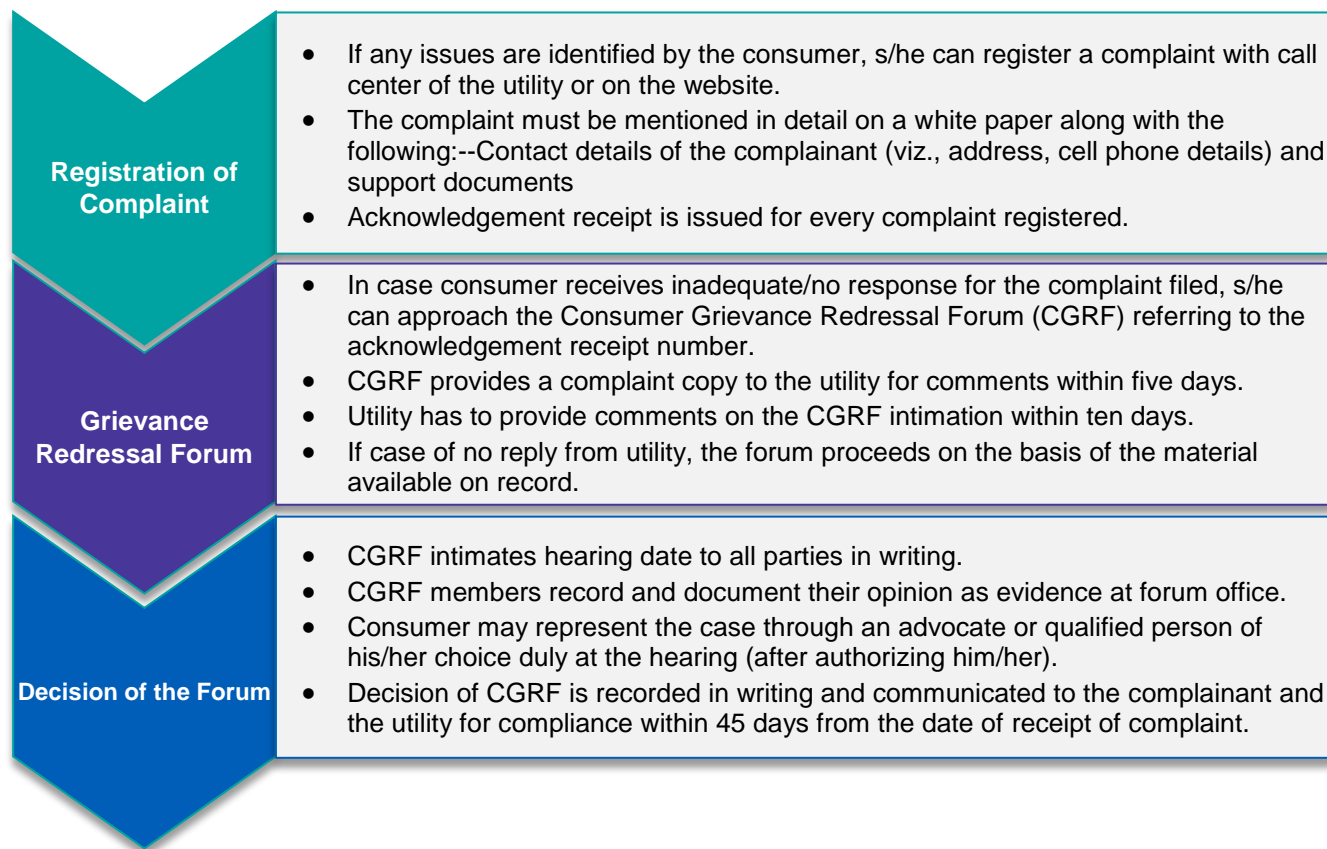 Registration of
Complaint
• If any issues are identified by the consumer, s/he can register a complaint with call
center of the utility or on the website.
• The complaint must be mentioned in detail on a white paper along with the
following:--Contact details of the complainant (viz., address, cell phone details) and
support documents
• Acknowledgement receipt is issued for every complaint registered.
Grievance
Redressal Forum
• In case consumer receives inadequate/no response for the complaint filed, s/he
can approach the Consumer Grievance Redressal Forum (CGRF) referring to the
acknowledgement receipt number.
• CGRF provides a complaint copy to the utility for comments within five days.
• Utility has to provide comments on the CGRF intimation within ten days.
• If case of no reply from utility, the forum proceeds on the basis of the material
available on record.
Decision of the Forum
• CGRF intimates hearing date to all parties in writing.
• CGRF members record and document their opinion as evidence at forum office.
• Consumer may represent the case through an advocate or qualified person of
his/her choice duly at the hearing (after authorizing him/her).
• Decision of CGRF is recorded in writing and communicated to the complainant and
the utility for compliance within 45 days from the date of receipt of complaint.